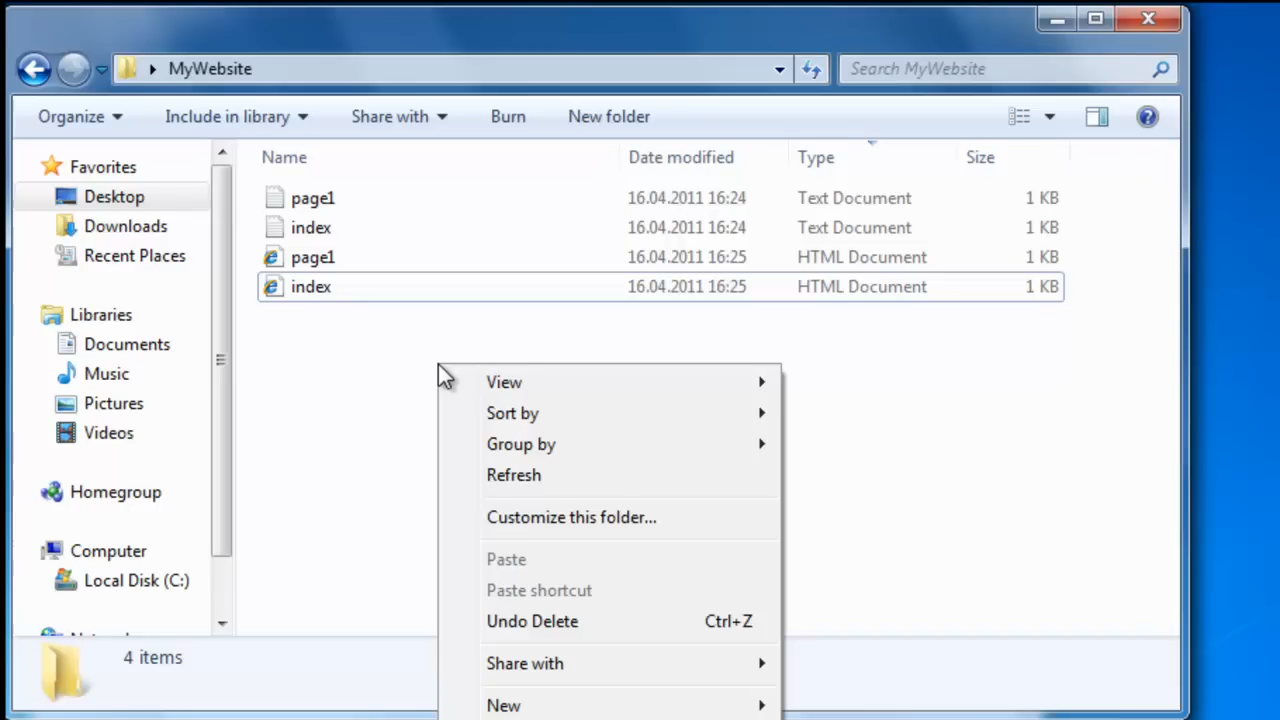 MyWebsite
Search MyWebsite
Organize Include in library Share with Burn New folder
Favorites
Desktop
Downloads
Recent Places
Libraries
Documents
Music
Pictures
Videos
Homegroup
Computer
Local Disk (C:)
Name Date modified Type Size
page1 16.04.2011 16:24 Text Document 1 KB
index 16.04.2011 16:24 Text Document 1 KB
page1 16.04.2011 16:25 HTML Document 1 KB
index 16.04.2011 16:25 HTML Document 1 KB
View
Sort by
Group by
Refresh
Customize this folder...
Paste
Paste shortcut
Undo Delete Ctrl+Z
Share with
New
4 items